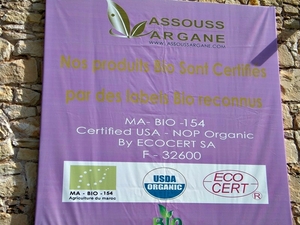 ASSOUSS
ARGANE
WWW.ASSOUSSARGANE.COM
Nos produits Bio Sont Certifiés
par des labels Bio reconnus
MA- BIO -154
Certified USA - NOP Organic
By ECOCERT SA
F - 32600
MA - BIO -154
Agriculture du maroc
USDA
ORGANIC
ECO
CERT
®